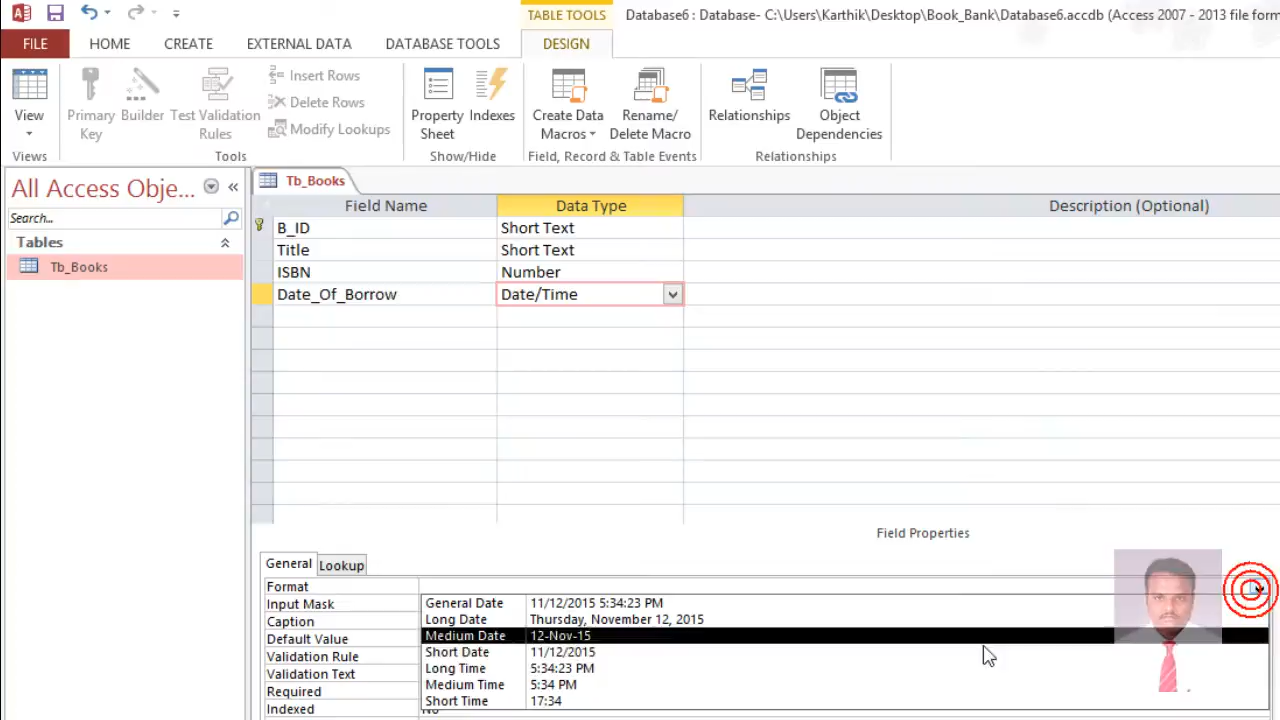 TABLE TOOLS
Database6 : Database- C:\Users\Karthik\Desktop\Book_Bank\Database6.accdb (Access 2007 - 2013 file form
FILE HOME CREATE EXTERNAL DATA DATABASE TOOLS DESIGN
View
Primary Key
Builder
Test Validation Rules
Insert Rows
Delete Rows
Modify Lookups
Property Sheet
Indexes
Create Data Macros
Rename/ Delete Macro
Relationships
Object Dependencies
Views
Tools
Show/Hide
Field, Record & Table Events
Relationships
All Access Obje...
Search...
Tables
Tb_Books
Tb_Books
Field Name Data Type Description (Optional)
B_ID Short Text
Title Short Text
ISBN Number
Date_Of_Borrow Date/Time
Field Properties
General Lookup
Format
Input Mask
Caption
Default Value
Validation Rule
Validation Text
Required
Indexed
General Date 11/12/2015 5:34:23 PM
Long Date Thursday, November 12, 2015
Medium Date 12-Nov-15
Short Date 11/12/2015
Long Time 5:34:23 PM
Medium Time 5:34 PM
Short Time 17:34